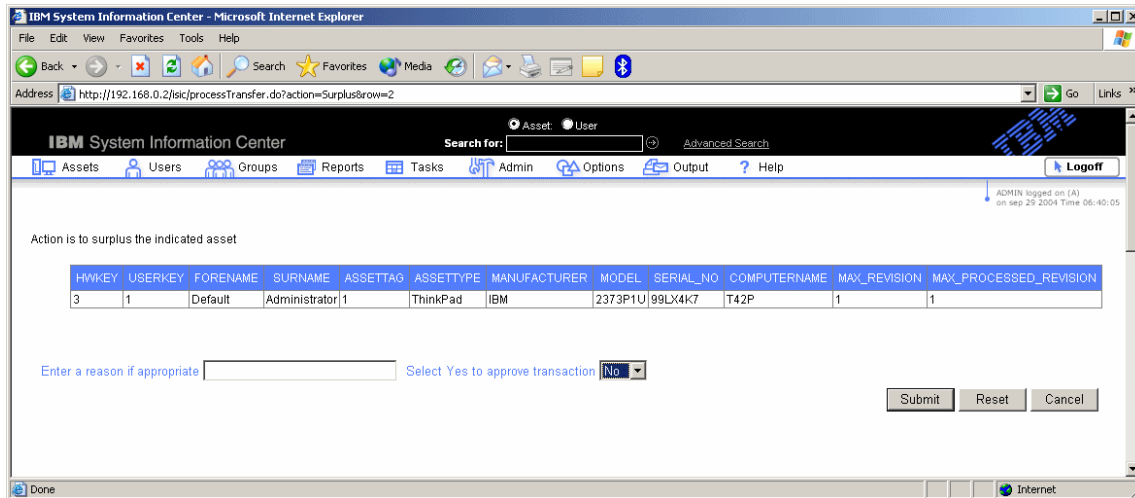 IBM System Information Center - Microsoft Internet Explorer
File Edit View Favorites Tools Help
Back Search Favorites Media
Address http://192.168.0.2/isic/processTransfer.do?action=Surplus&row=2 Go Links »
Asset: User
IBM System Information Center Search for: Advanced Search IBM
Assets Users Groups Reports Tasks Admin Options Output ? Help Logoff
ADMIN logged on (A)
on sep 29 2004 Time 06:40:05
Action is to surplus the indicated asset
HWKEY USERKEY FORENAME SURNAME ASSETTAG ASSETTYPE MANUFACTURER MODEL SERIAL_NO COMPUTERNAME MAX_REVISION MAX_PROCESSED_REVISION
3 1 Default Administrator 1 ThinkPad IBM 2373P1U 99LX4K7 T42P 1 1
Enter a reason if appropriate Select Yes to approve transaction No
Submit Reset Cancel
Done Internet